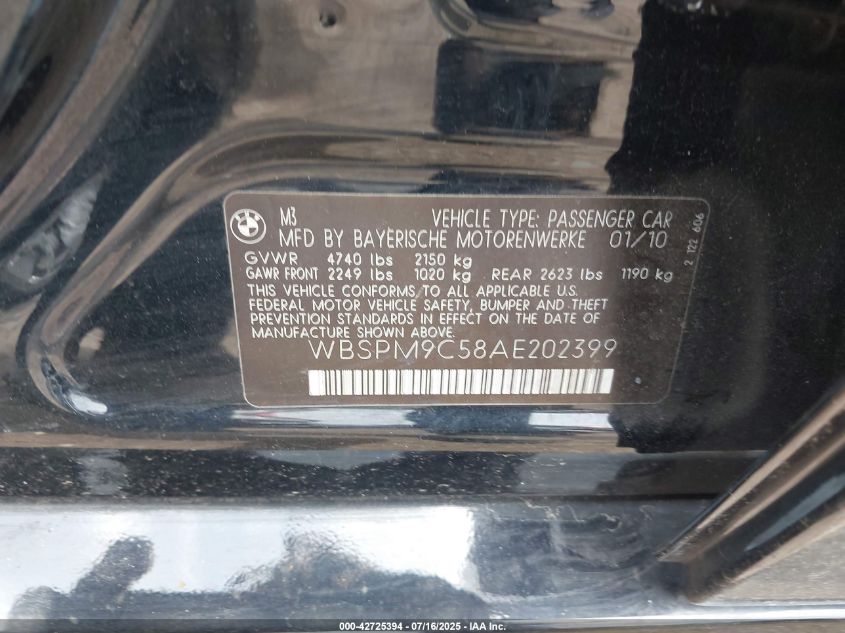 BMW
M3 VEHICLE TYPE: PASSENGER CAR
MFD BY BAYERISCHE MOTORENWERKE 01/10
GVWR 4740 lbs 2150 kg
GAWR FRONT 2249 lbs 1020 kg REAR 2623 lbs 1190 kg
THIS VEHICLE CONFORMS TO ALL APPLICABLE U.S.
FEDERAL MOTOR VEHICLE SAFETY, BUMPER AND THEFT
PREVENTION STANDARDS IN EFFECT ON THE DATE OF
MANUFACTURE SHOWN ABOVE.
WBSPM9C58AE202399
2 122 606
000-42725394 - 07/16/2025 - IAA Inc.